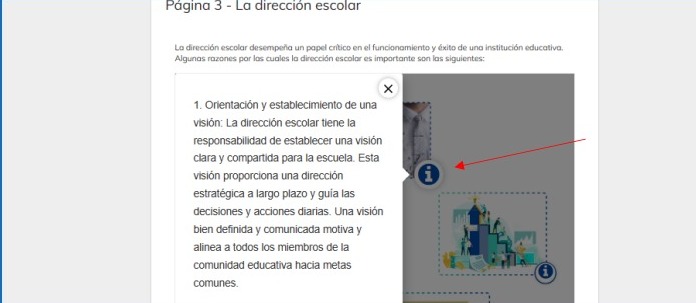 Página 3 - La dirección escolar
La dirección escolar desempeña un papel crítico en el funcionamiento y éxito de una institución educativa.
Algunas razones por las cuales la dirección escolar es importante son las siguientes:
1. Orientación y establecimiento de una
visión: La dirección escolar tiene la
responsabilidad de establecer una visión
clara y compartida para la escuela. Esta
visión proporciona una dirección
estratégica a largo plazo y guía las
decisiones y acciones diarias. Una visión
bien definida y comunicada motiva y
alinea a todos los miembros de la
comunidad educativa hacia metas
comunes.